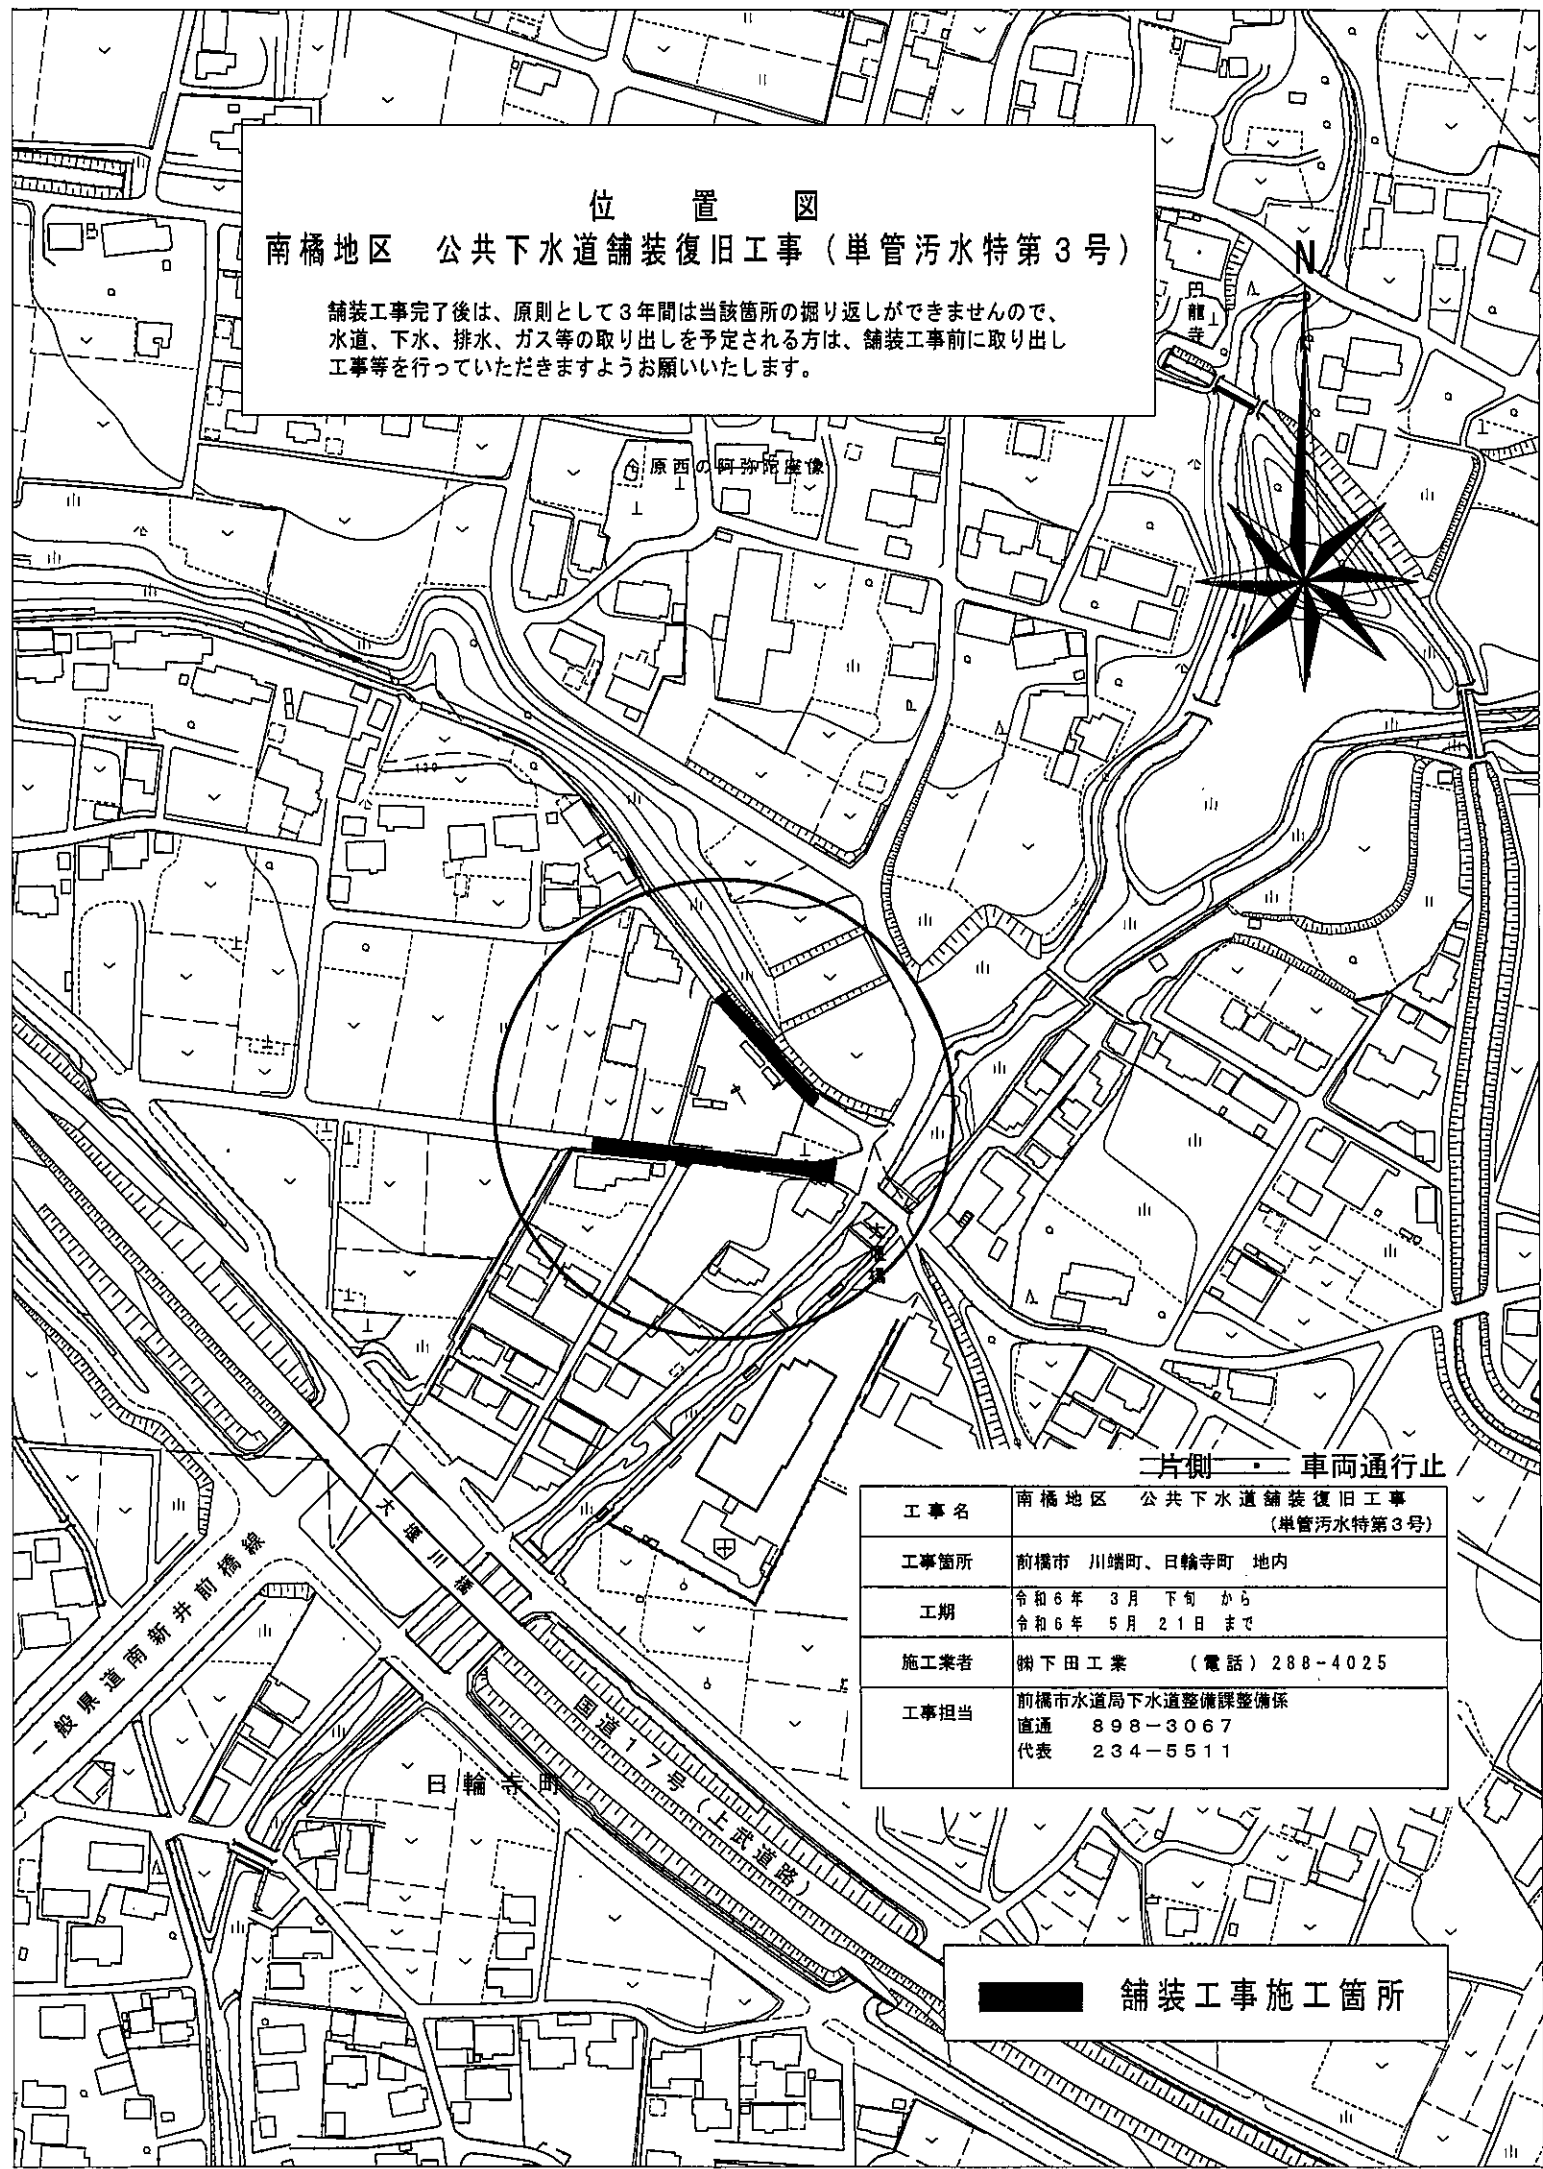 位置図
南橘地区 公共下水道舗装復旧工事（単管汚水特第３号）
舗装工事完了後は、原則として３年間は当該箇所の掘り返しができませんので、
水道、下水、排水、ガス等の取り出しを予定される方は、舗装工事前に取り出し
工事等を行っていただきますようお願いいたします。
N
円龍寺
原西の阿弥陀座像
P
片側 ・ 車両通行止
工事名
南橘地区 公共下水道舗装復旧工事
（単管汚水特第３号）
工事箇所
前橋市 川端町、日輪寺町 地内
工期
令和６年 ３月 下旬 から
令和６年 ５月 ２１日 まで
施工業者
㈱下田工業 （電話）２８８-４０２５
工事担当
前橋市水道局下水道整備課整備係
直通 ８９８－３０６７
代表 ２３４－５５１１
大堰川橋
一般県道南新井前橋線
国道１７号（上武道路）
日輪寺町
舗装工事施工箇所